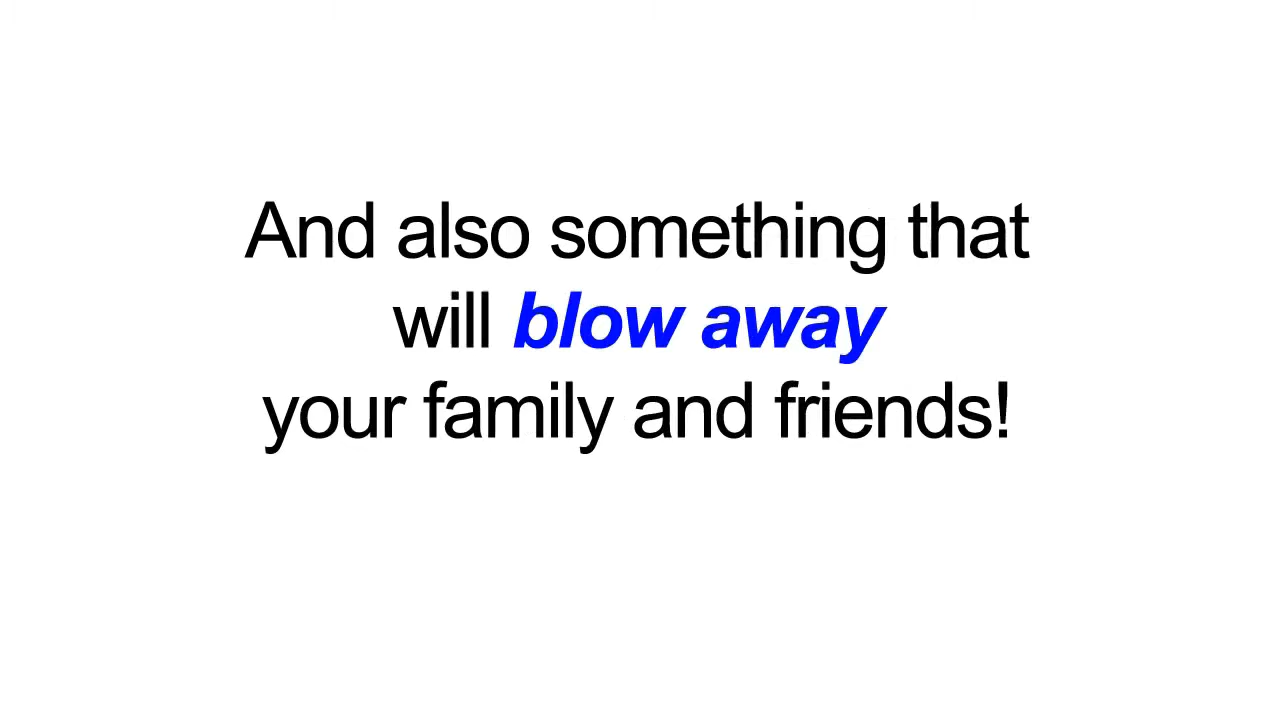 And also something that
will blow away
your family and friends!